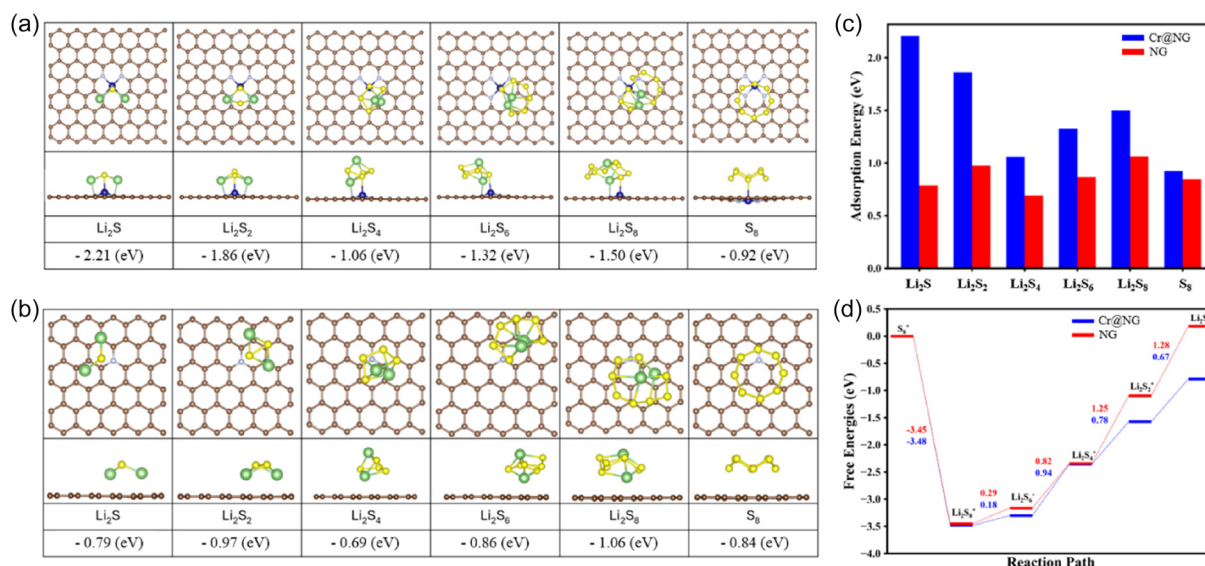 (a)
Li₂S Li₂S₂ Li₂S₄ Li₂S₆ Li₂S₈ S₈
- 2.21 (eV) - 1.86 (eV) - 1.06 (eV) - 1.32 (eV) - 1.50 (eV) - 0.92 (eV)
(b)
Li₂S Li₂S₂ Li₂S₄ Li₂S₆ Li₂S₈ S₈
- 0.79 (eV) - 0.97 (eV) - 0.69 (eV) - 0.86 (eV) - 1.06 (eV) - 0.84 (eV)
(c)
Cr@NG
NG
Adsorption Energy (eV)
2.0
1.5
1.0
0.5
0.0
Li₂S Li₂S₂ Li₂S₄ Li₂S₆ Li₂S₈ S₈
(d)
Cr@NG
NG
Free Energies (eV)
0.5
0.0
-0.5
-1.0
-1.5
-2.0
-2.5
-3.0
-3.5
-4.0
S₈*
-3.45
-3.48
Li₂S₈*
0.29
0.18
Li₂S₆*
0.82
0.94
Li₂S₄*
1.25
0.78
Li₂S₂*
1.28
0.67
Li₂S
Reaction Path